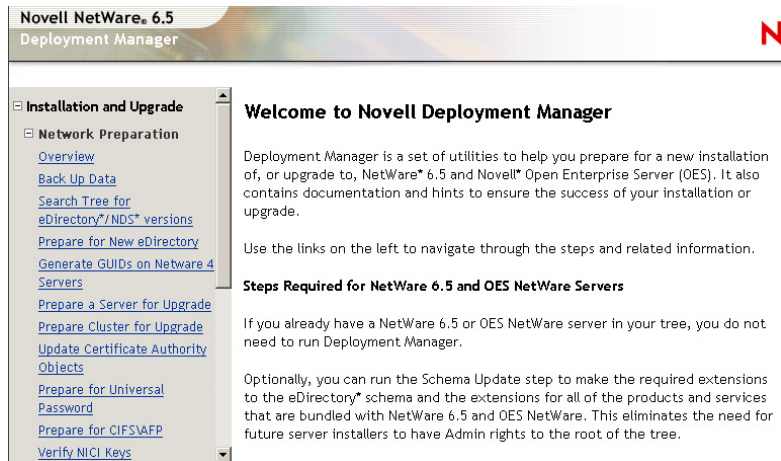 Novell NetWare® 6.5
Deployment Manager
N
Installation and Upgrade
Network Preparation
Overview
Back Up Data
Search Tree for
eDirectory*/NDS* versions
Prepare for New eDirectory
Generate GUIDs on Netware 4
Servers
Prepare a Server for Upgrade
Prepare Cluster for Upgrade
Update Certificate Authority
Objects
Prepare for Universal
Password
Prepare for CIFS\AFP
Verify NICI Keys
Welcome to Novell Deployment Manager
Deployment Manager is a set of utilities to help you prepare for a new installation
of, or upgrade to, NetWare* 6.5 and Novell* Open Enterprise Server (OES). It also
contains documentation and hints to ensure the success of your installation or
upgrade.
Use the links on the left to navigate through the steps and related information.
Steps Required for NetWare 6.5 and OES NetWare Servers
If you already have a NetWare 6.5 or OES NetWare server in your tree, you do not
need to run Deployment Manager.
Optionally, you can run the Schema Update step to make the required extensions
to the eDirectory* schema and the extensions for all of the products and services
that are bundled with NetWare 6.5 and OES NetWare. This eliminates the need for
future server installers to have Admin rights to the root of the tree.